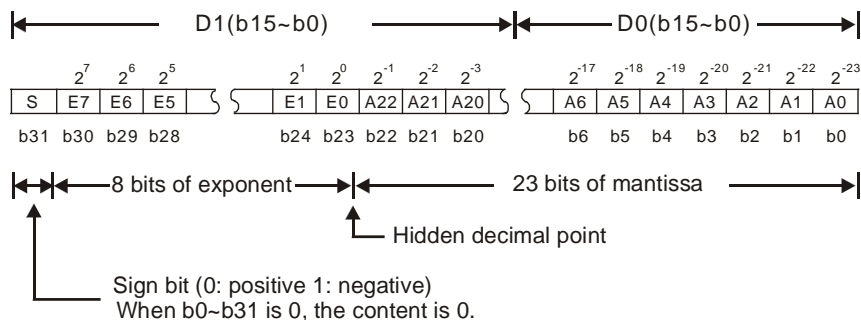 D1(b15~b0) D0(b15~b0)
2^7 2^6 2^5 2^1 2^0 2^-1 2^-2 2^-3 2^-17 2^-18 2^-19 2^-20 2^-21 2^-22 2^-23
S E7 E6 E5 E1 E0 A22 A21 A20 A6 A5 A4 A3 A2 A1 A0
b31 b30 b29 b28 b24 b23 b22 b21 b20 b6 b5 b4 b3 b2 b1 b0
8 bits of exponent 23 bits of mantissa
Hidden decimal point
Sign bit (0: positive 1: negative)
When b0~b31 is 0, the content is 0.